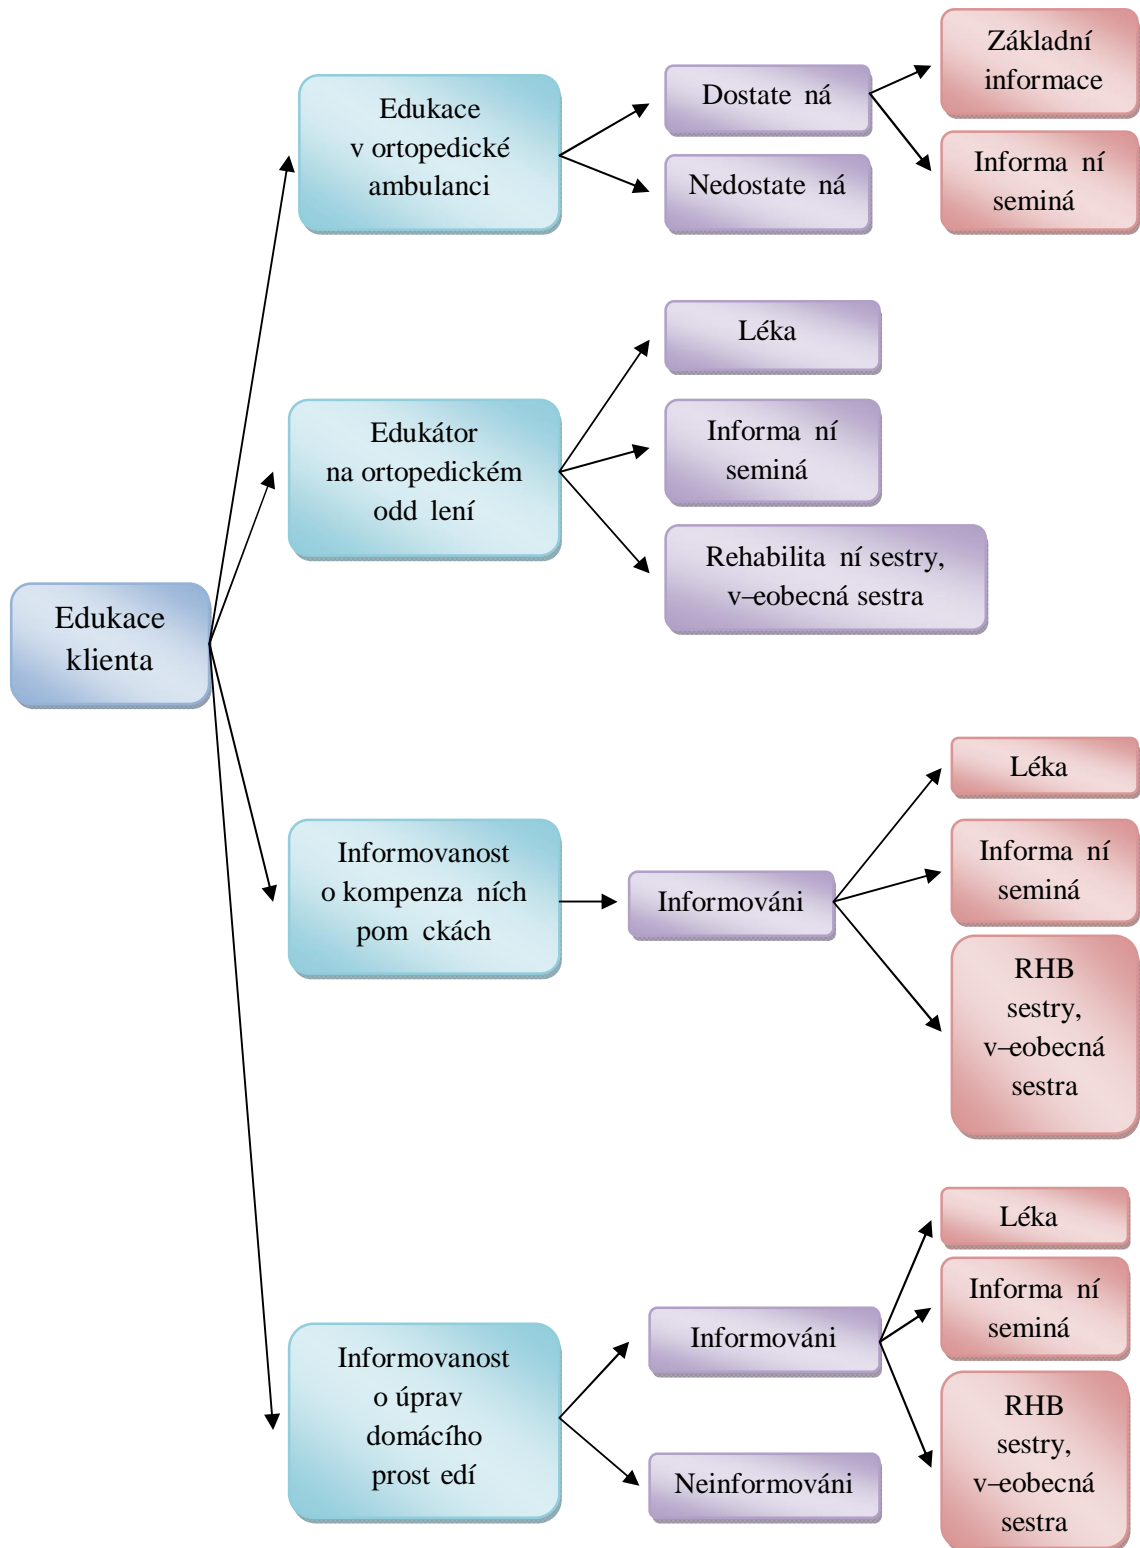 Základní
informace
Edukace
v ortopedické
ambulanci
Dostate ná
Nedostate ná
Informa ní
seminá
Léka
Edukátor
na ortopedickém
odd lení
Informa ní
seminá
Rehabilita ní sestry,
v–eobecná sestra
Edukace
klienta
Informovanost
o kompenza ních
pom ckách
Informováni
Léka
Informa ní
seminá
RHB
sestry,
v–eobecná
sestra
Informovanost
o úprav
domácího
prost edí
Informováni
Neinformováni
Léka
Informa ní
seminá
RHB
sestry,
v–eobecná
sestra